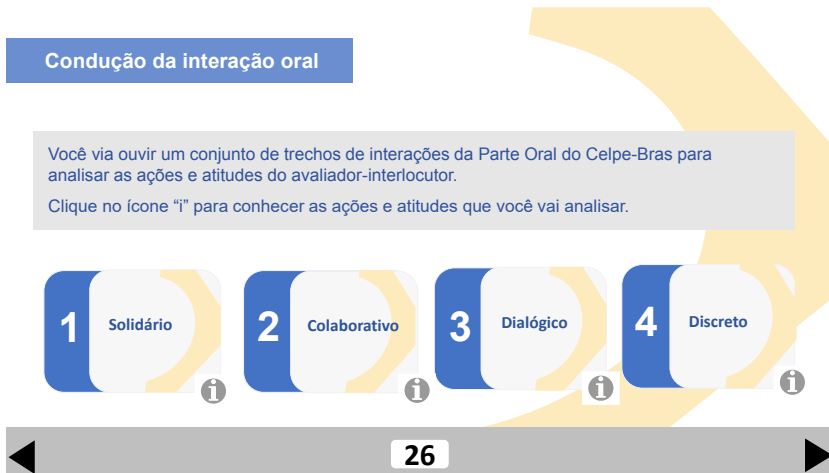 Condução da interação oral
Você via ouvir um conjunto de trechos de interações da Parte Oral do Celpe-Bras para
analisar as ações e atitudes do avaliador-interlocutor.
Clique no ícone “i” para conhecer as ações e atitudes que você vai analisar.
1 Solidário
2 Colaborativo
3 Dialógico
4 Discreto
i i i i
26